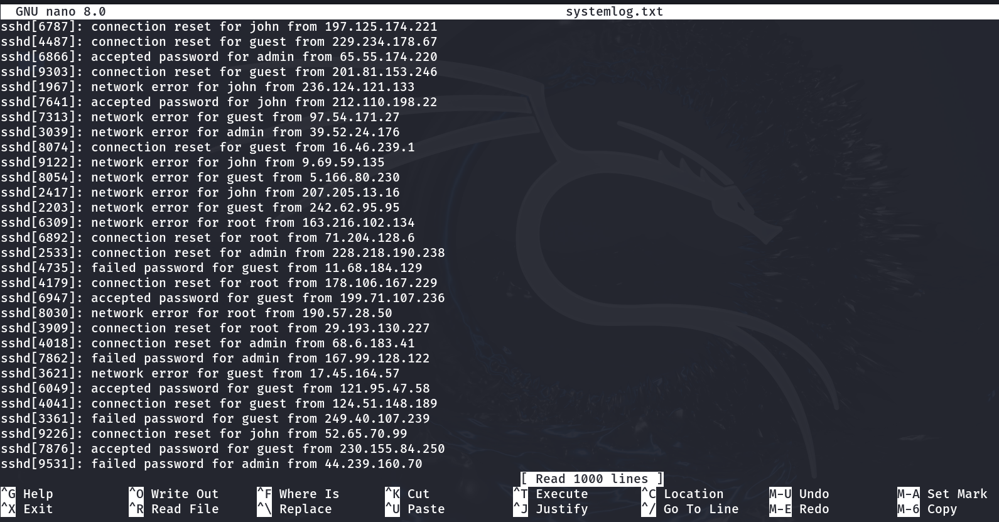 GNU nano 8.0 systemlog.txt
sshd[6787]: connection reset for john from 197.125.174.221
sshd[4487]: connection reset for guest from 229.234.178.67
sshd[6866]: accepted password for admin from 65.55.174.220
sshd[9303]: connection reset for guest from 201.81.153.246
sshd[1967]: network error for john from 236.124.121.133
sshd[7641]: accepted password for john from 212.110.198.22
sshd[7313]: network error for guest from 97.54.171.27
sshd[3039]: network error for admin from 39.52.24.176
sshd[8074]: connection reset for guest from 16.46.239.1
sshd[9122]: network error for john from 9.69.59.135
sshd[8054]: network error for guest from 5.166.80.230
sshd[2417]: network error for john from 207.205.13.16
sshd[2203]: network error for guest from 242.62.95.95
sshd[6309]: network error for root from 163.216.102.134
sshd[6892]: connection reset for root from 71.204.128.6
sshd[2533]: connection reset for admin from 228.218.190.238
sshd[4735]: failed password for guest from 11.68.184.129
sshd[4179]: connection reset for root from 178.106.167.229
sshd[6947]: accepted password for guest from 199.71.107.236
sshd[8030]: network error for root from 190.57.28.50
sshd[3909]: connection reset for root from 29.193.130.227
sshd[4018]: connection reset for admin from 68.6.183.41
sshd[7862]: failed password for admin from 167.99.128.122
sshd[3621]: network error for guest from 17.45.164.57
sshd[6049]: accepted password for guest from 121.95.47.58
sshd[4041]: connection reset for guest from 124.51.148.189
sshd[3361]: failed password for guest from 249.40.107.239
sshd[9226]: connection reset for john from 52.65.70.99
sshd[7876]: accepted password for guest from 230.155.84.250
sshd[9531]: failed password for admin from 44.239.160.70
[ Read 1000 lines ]
^G Help ^O Write Out ^F Where Is ^K Cut ^T Execute ^C Location M-U Undo M-A Set Mark
^X Exit ^R Read File ^\ Replace ^U Paste ^J Justify ^/ Go To Line M-E Redo M-6 Copy